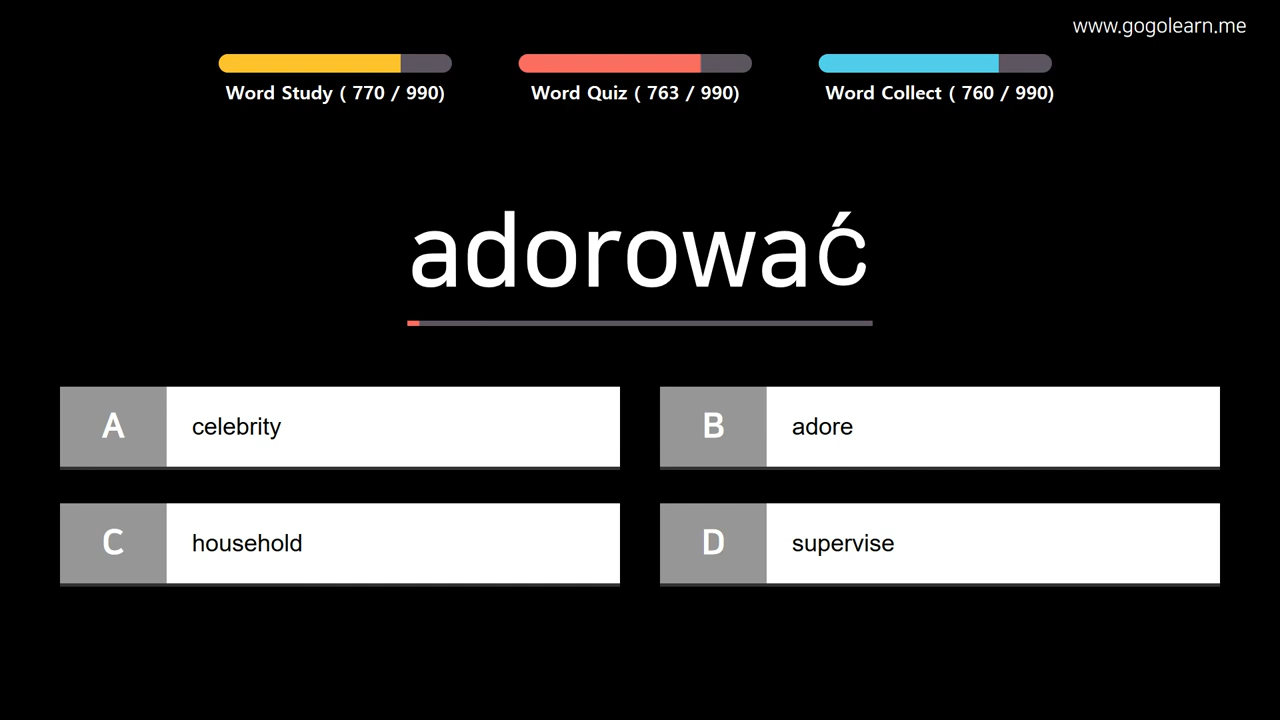 www.gogolearn.me
Word Study ( 770 / 990)
Word Quiz ( 763 / 990)
Word Collect ( 760 / 990)
adorować
A celebrity
B adore
C household
D supervise